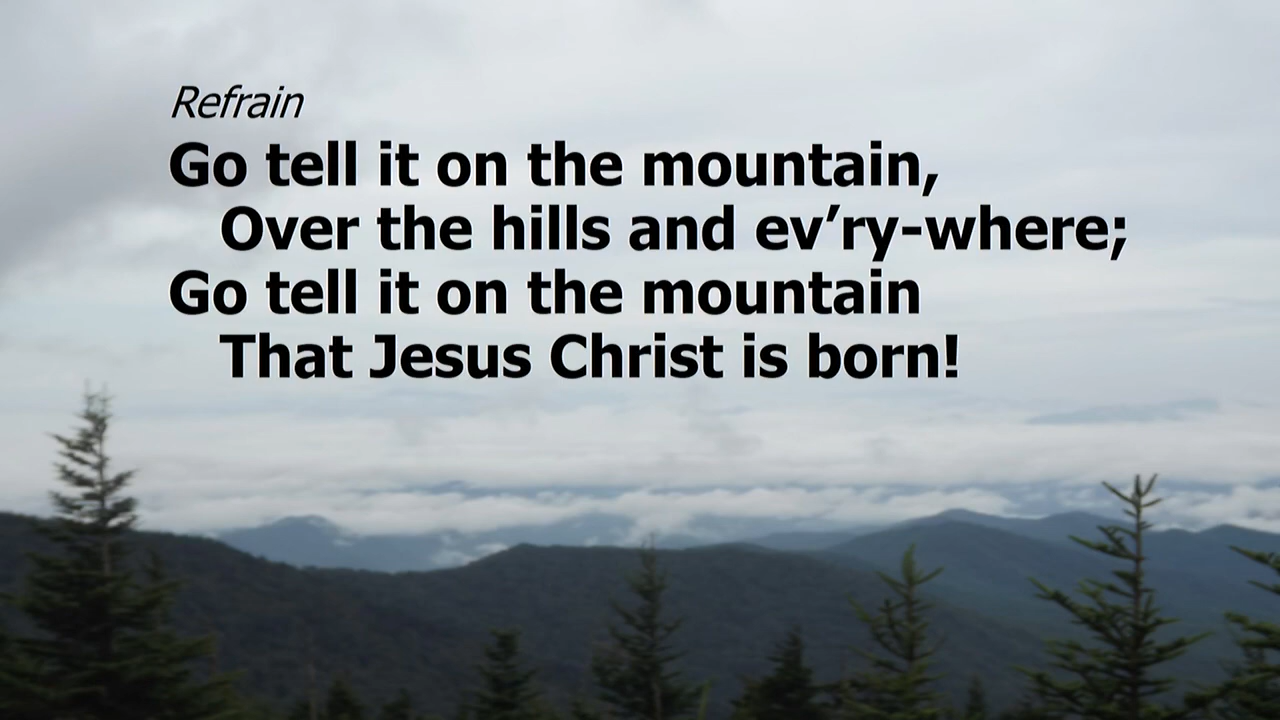 Refrain
Go tell it on the mountain,
Over the hills and ev’ry-where;
Go tell it on the mountain
That Jesus Christ is born!